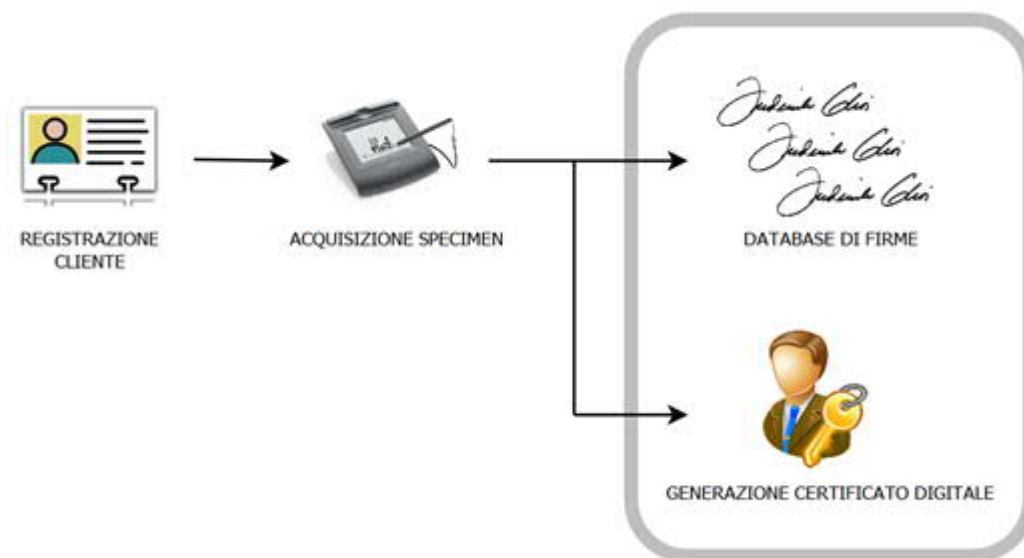 REGISTRAZIONE
CLIENTE
ACQUISIZIONE SPECIMEN
DATABASE DI FIRME
GENERAZIONE CERTIFICATO DIGITALE